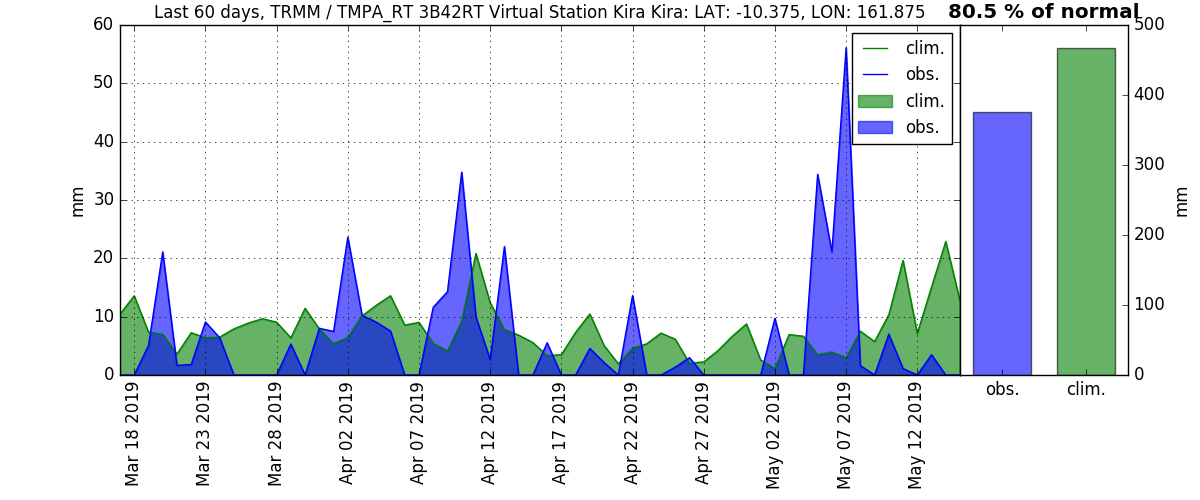 Last 60 days, TRMM / TMPA_RT 3B42RT Virtual Station Kira Kira: LAT: -10.375, LON: 161.875
80.5 % of normal
60
50
40
30
20
10
0
mm
clim.
obs.
clim.
obs.
Mar 18 2019
Mar 23 2019
Mar 28 2019
Apr 02 2019
Apr 07 2019
Apr 12 2019
Apr 17 2019
Apr 22 2019
Apr 27 2019
May 02 2019
May 07 2019
May 12 2019
500
400
300
200
100
0
mm
obs.
clim.